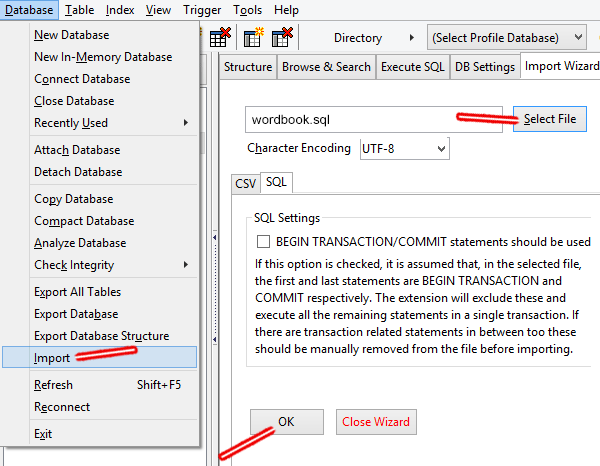 Database Table Index View Trigger Tools Help
New Database
New In-Memory Database
Connect Database
Close Database
Recently Used
Attach Database
Detach Database
Copy Database
Compact Database
Analyze Database
Check Integrity
Export All Tables
Export Database
Export Database Structure
Import
Refresh Shift+F5
Reconnect
Exit
Directory (Select Profile Database)
Structure Browse & Search Execute SQL DB Settings Import Wizard
wordbook.sql Select File
Character Encoding UTF-8
CSV SQL
SQL Settings
BEGIN TRANSACTION/COMMIT statements should be used
If this option is checked, it is assumed that, in the selected file,
the first and last statements are BEGIN TRANSACTION and
COMMIT respectively. The extension will exclude these and
execute all the remaining statements in a single transaction. If
there are transaction related statements in between too these
should be manually removed from the file before importing.
OK Close Wizard